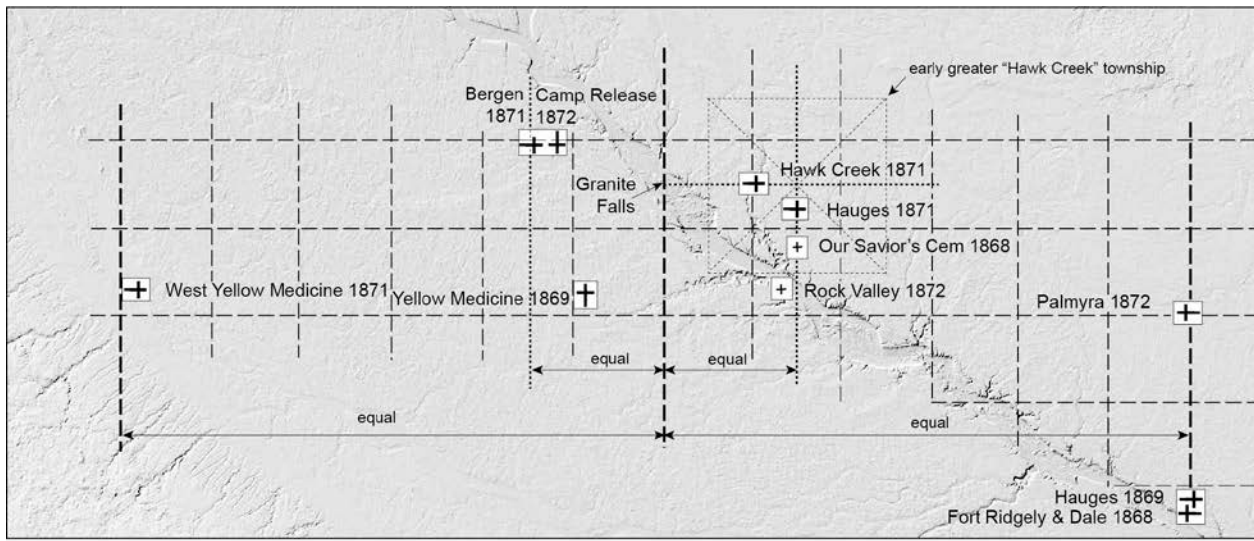 early greater “Hawk Creek” township
Bergen
1871
Camp Release
1872
Granite
Falls
Hawk Creek 1871
Hauges 1871
Our Savior's Cem 1868
Rock Valley 1872
West Yellow Medicine 1871
Yellow Medicine 1869
Palmyra 1872
equal
equal
equal
equal
Hauges 1869
Fort Ridgely & Dale 1868